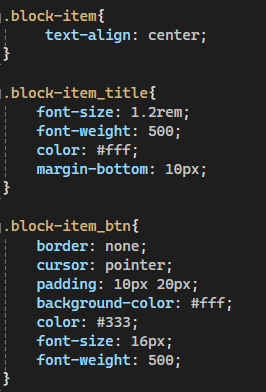 .block-item{
text-align: center;
}
.block-item_title{
font-size: 1.2rem;
font-weight: 500;
color: #fff;
margin-bottom: 10px;
}
.block-item_btn{
border: none;
cursor: pointer;
padding: 10px 20px;
background-color: #fff;
color: #333;
font-size: 16px;
font-weight: 500;
}